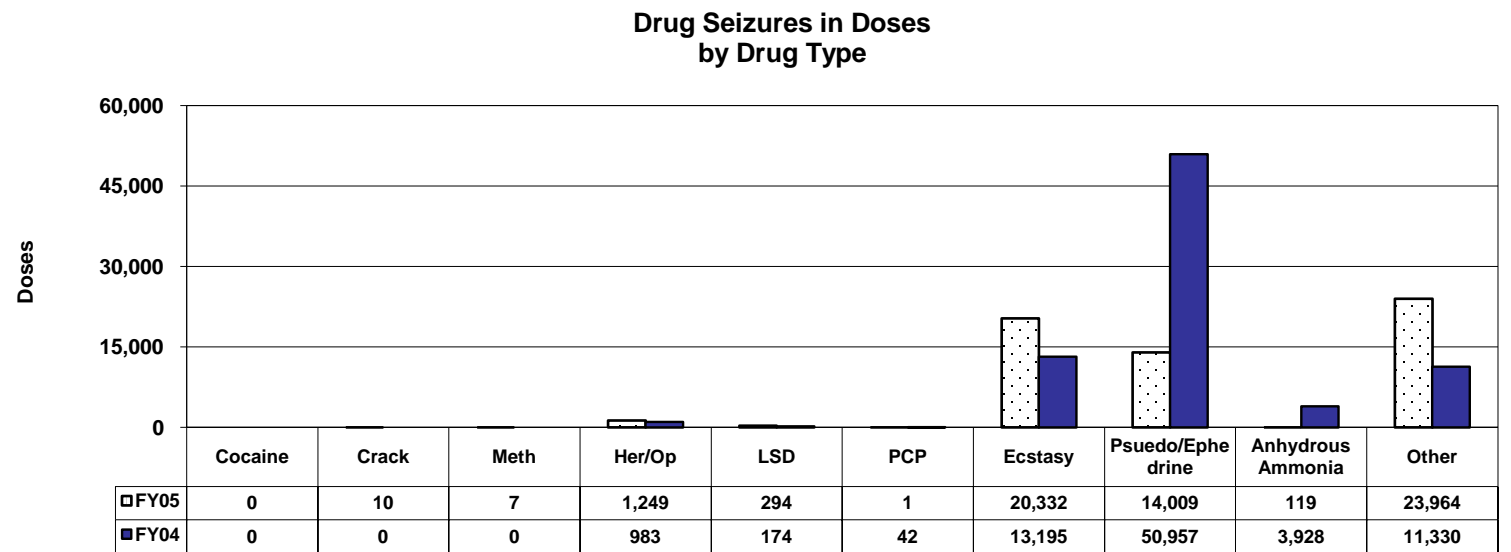 Drug Seizures in Doses
by Drug Type
60,000
45,000
30,000
15,000
0
Doses
Cocaine Crack Meth Her/Op LSD PCP Ecstasy Psuedo/Ephe
drine Anhydrous
Ammonia Other
FY05 0 10 7 1,249 294 1 20,332 14,009 119 23,964
FY04 0 0 0 983 174 42 13,195 50,957 3,928 11,330